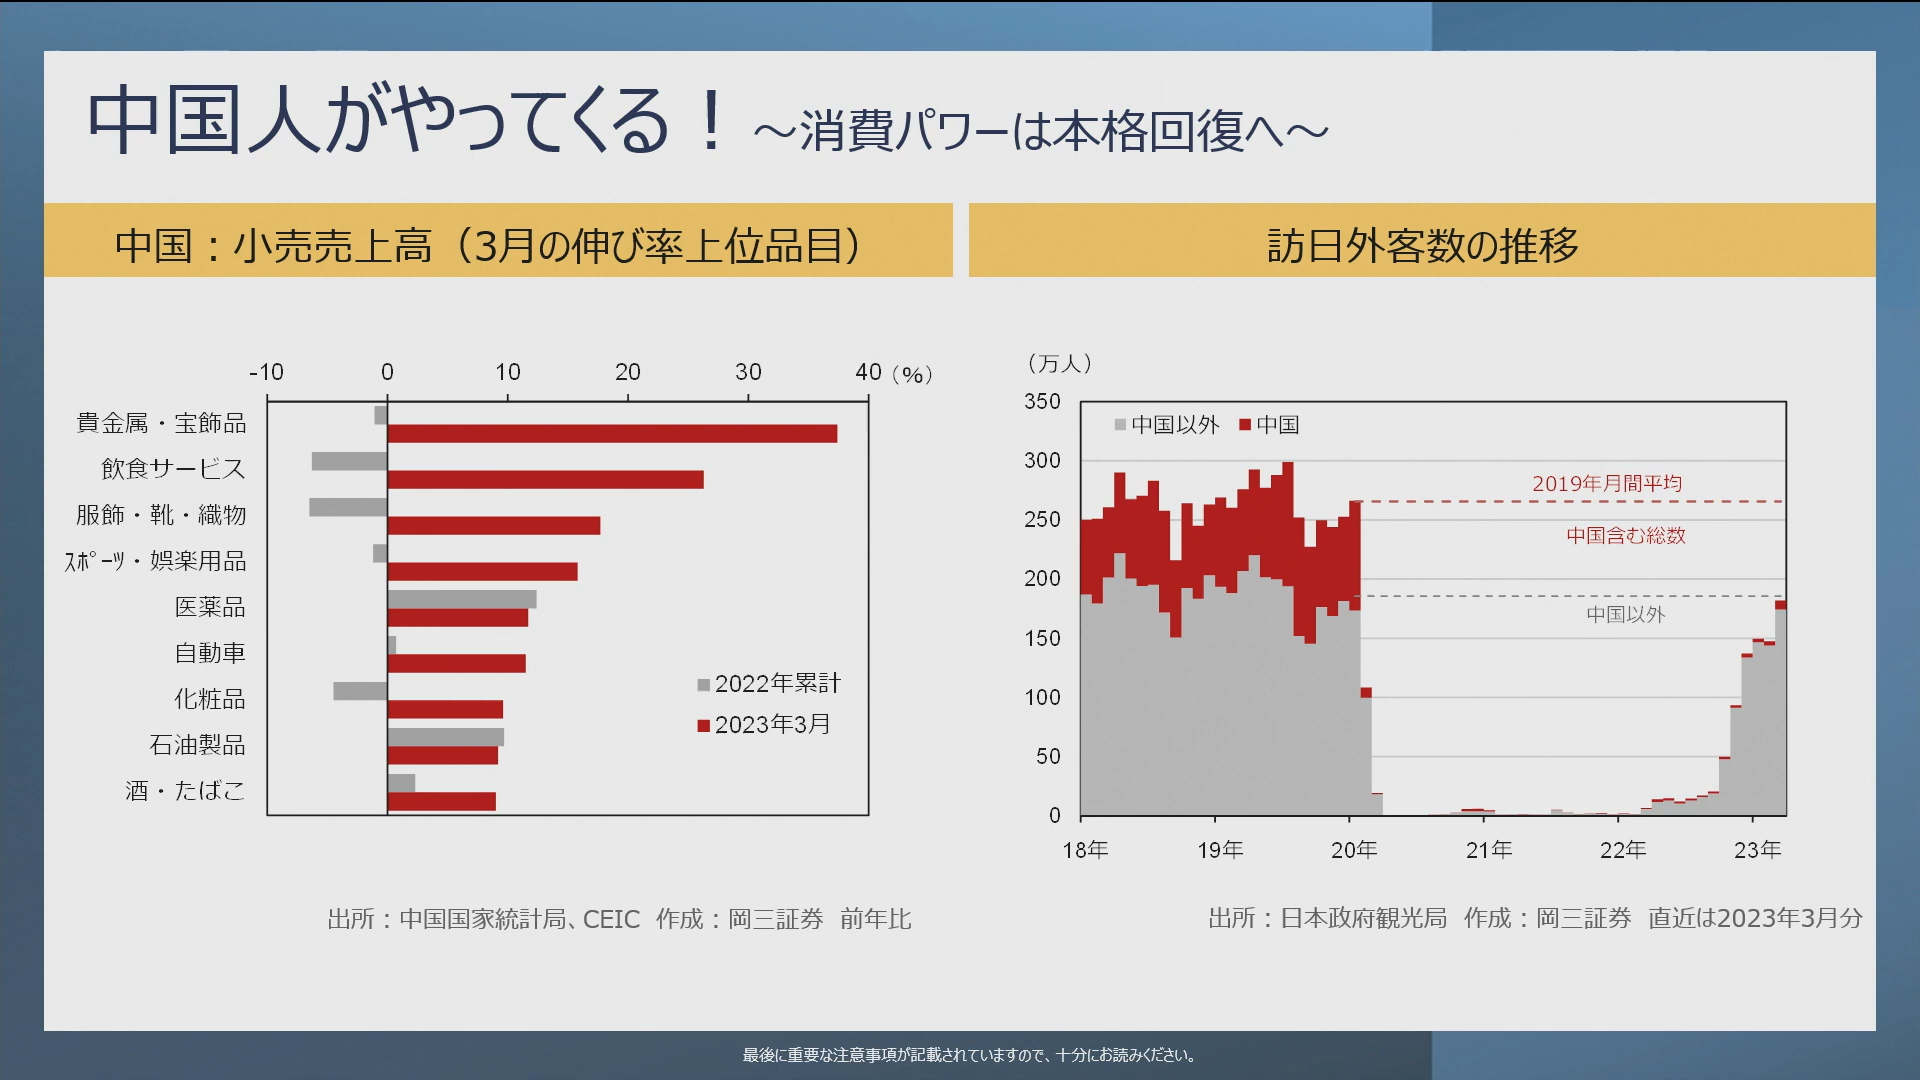 中国人がやってくる！ ～消費パワーは本格回復へ～
中国：小売売上高（3月の伸び率上位品目）
-10 0 10 20 30 40（%）
貴金属・宝飾品
飲食サービス
服飾・靴・織物
ｽﾎﾟｰﾂ・娯楽用品
医薬品
自動車
化粧品
石油製品
酒・たばこ
2022年累計
2023年3月
出所：中国国家統計局、CEIC 作成：岡三証券 前年比
訪日外客数の推移
（万人）
350
300
250
200
150
100
50
0
中国以外 中国
2019年月間平均
中国含む総数
中国以外
18年 19年 20年 21年 22年 23年
出所：日本政府観光局 作成：岡三証券 直近は2023年3月分
最後に重要な注意事項が記載されていますので、十分にお読みください。